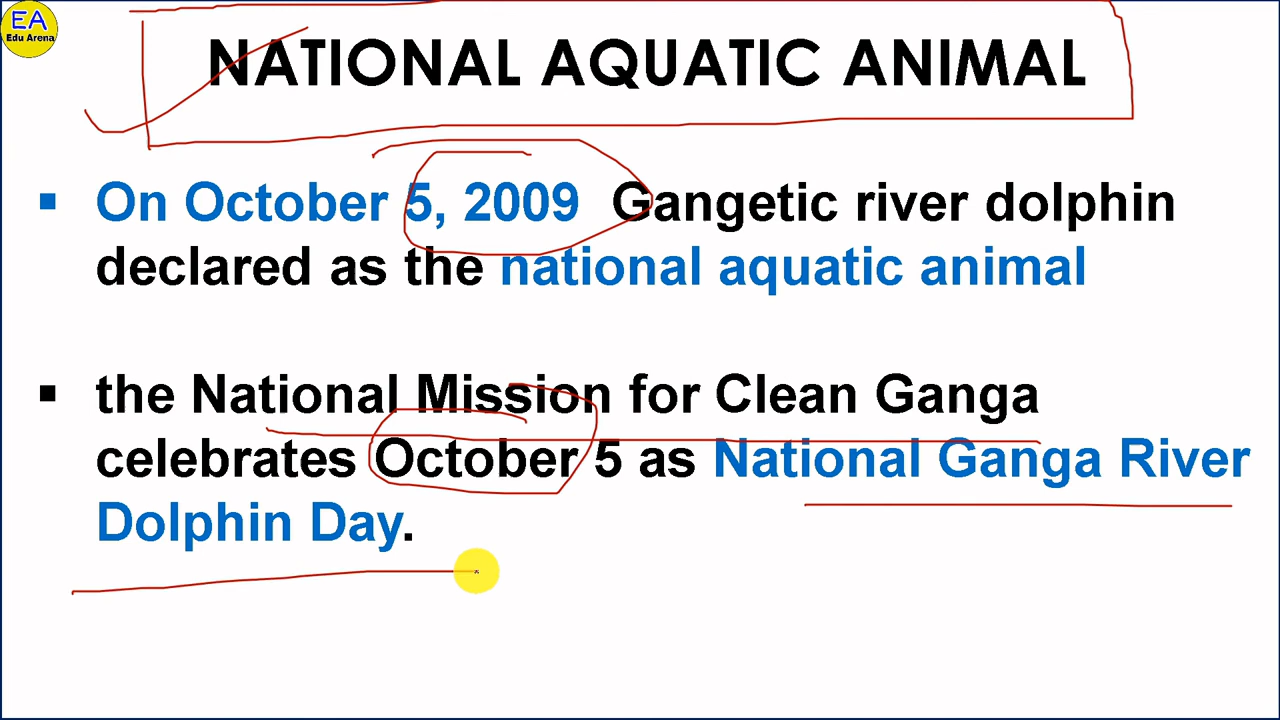 EA
Edu Arena
NATIONAL AQUATIC ANIMAL
▪ On October 5, 2009 Gangetic river dolphin
declared as the national aquatic animal
▪ the National Mission for Clean Ganga
celebrates October 5 as National Ganga River
Dolphin Day.